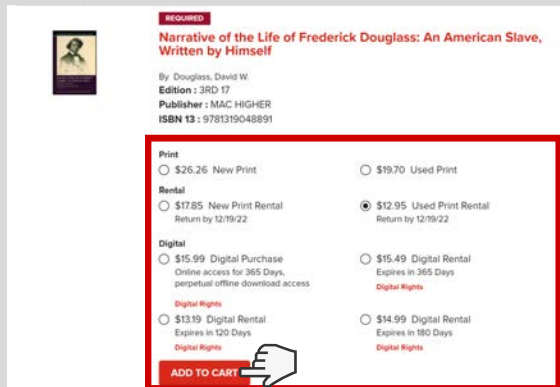 REQUIRED
Narrative of the Life of Frederick Douglass: An American Slave,
Written by Himself
By Douglass, David W.
Edition : 3RD 17
Publisher : MAC HIGHER
ISBN 13 : 9781319048891
Print
$26.26 New Print
$19.70 Used Print
Rental
$17.85 New Print Rental
Return by 12/19/22
$12.95 Used Print Rental
Return by 12/19/22
Digital
$15.99 Digital Purchase
Online access for 365 Days,
perpetual offline download access
Digital Rights
$15.49 Digital Rental
Expires in 365 Days
Digital Rights
$13.19 Digital Rental
Expires in 120 Days
Digital Rights
$14.99 Digital Rental
Expires in 180 Days
Digital Rights
ADD TO CART